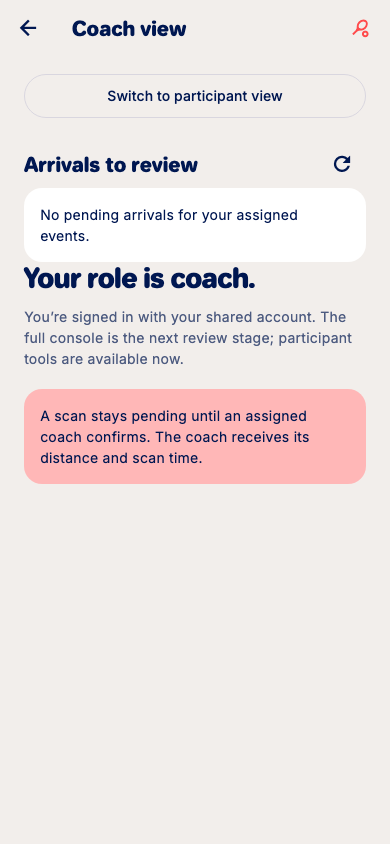 Coach view
Switch to participant view
Arrivals to review
No pending arrivals for your assigned
events.
Your role is coach.
You’re signed in with your shared account. The
full console is the next review stage; participant
tools are available now.
A scan stays pending until an assigned
coach confirms. The coach receives its
distance and scan time.